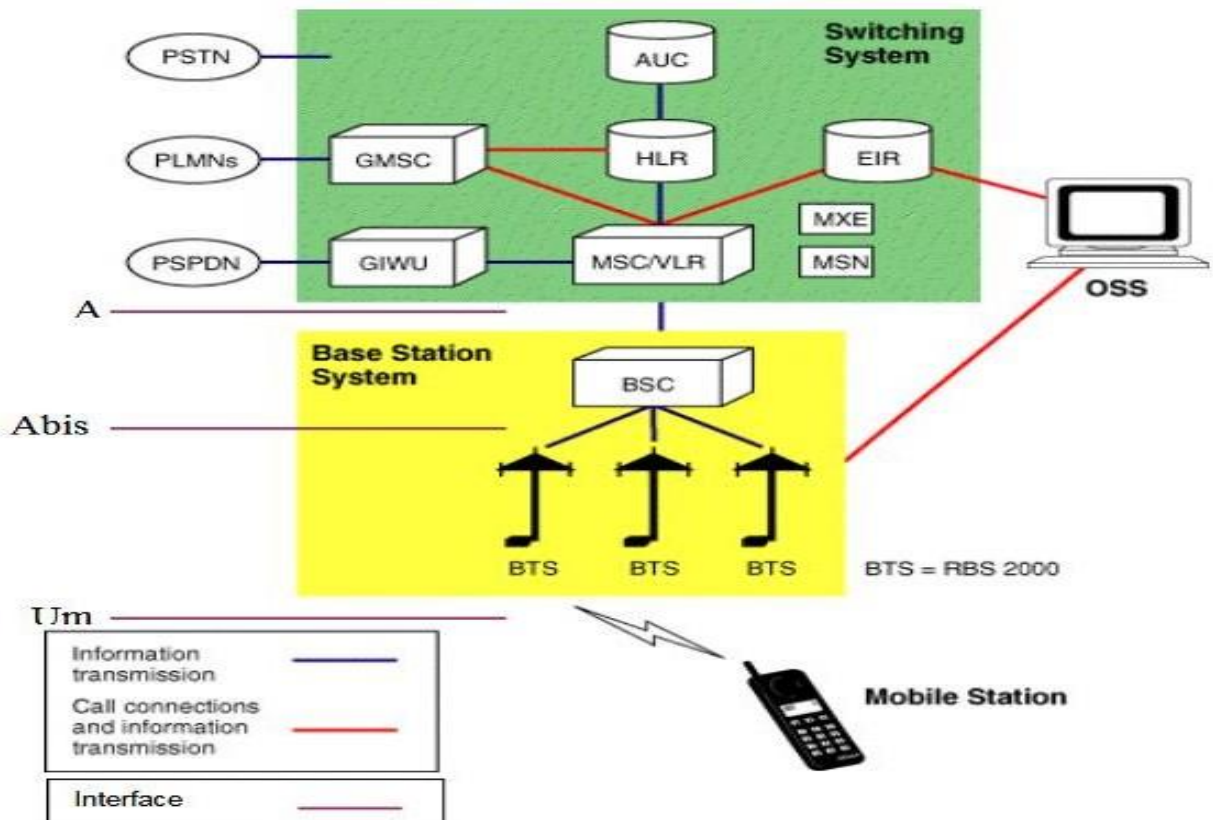 Switching
System
PSTN
AUC
PLMNs
GMSC
HLR
EIR
MXE
PSPDN
GIWU
MSC/VLR
MSN
OSS
A
Base Station
System
BSC
Abis
BTS
BTS
BTS
BTS = RBS 2000
Um
Information
transmission
Call connections
and information
transmission
Mobile Station
Interface